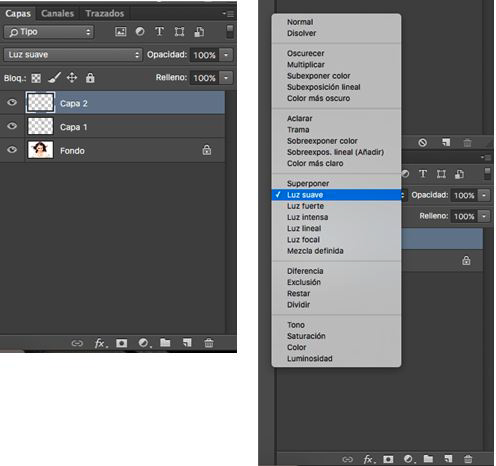 Capas Canales Trazados
Tipo
Luz suave Opacidad: 100%
Bloq.: Relleno: 100%
Capa 2
Capa 1
Fondo
fx
Normal
Disolver
Oscurecer
Multiplicar
Subexponer color
Subexposición lineal
Color más oscuro
Aclarar
Trama
Sobreexponer color
Sobreexpos. lineal (Añadir)
Color más claro
Superponer
Luz suave
Luz fuerte
Luz intensa
Luz lineal
Luz focal
Mezcla definida
Diferencia
Exclusión
Restar
Dividir
Tono
Saturación
Color
Luminosidad
Opacidad: 100%
Relleno: 100%
fx